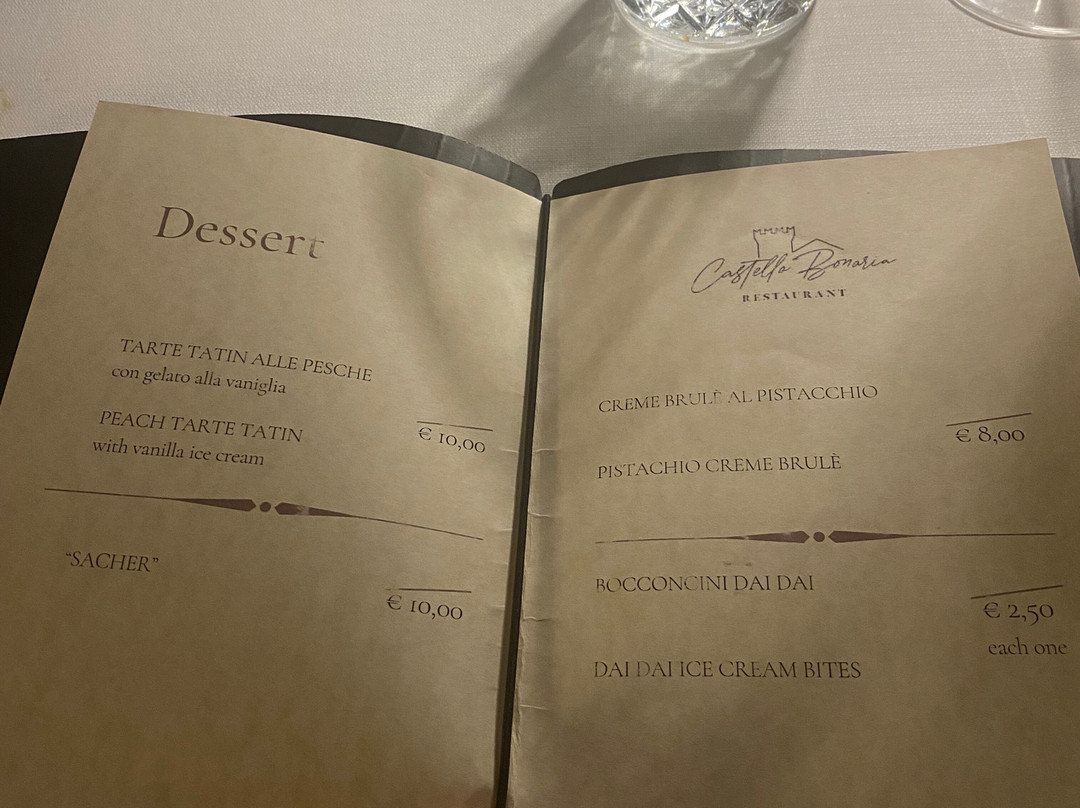 Dessert
TARTE TATIN ALLE PESCHE
con gelato alla vaniglia
PEACH TARTE TATIN
with vanilla ice cream
€ 10,00
“SACHER”
€ 10,00
Castello Bonaria
RESTAURANT
CREME BRULÈ AL PISTACCHIO
€ 8,00
PISTACHIO CREME BRULÈ
BOCCONCINI DAI DAI
€ 2,50
each one
DAI DAI ICE CREAM BITES